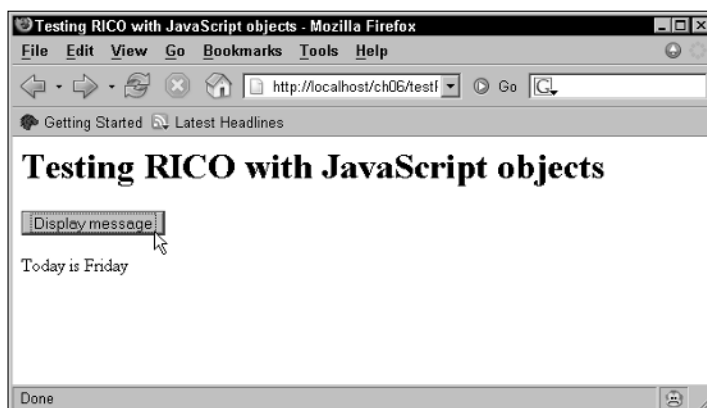 Testing RICO with JavaScript objects - Mozilla Firefox
File Edit View Go Bookmarks Tools Help
http://localhost/ch06/test Go G
Getting Started Latest Headlines
Testing RICO with JavaScript objects
Display message
Today is Friday
Done